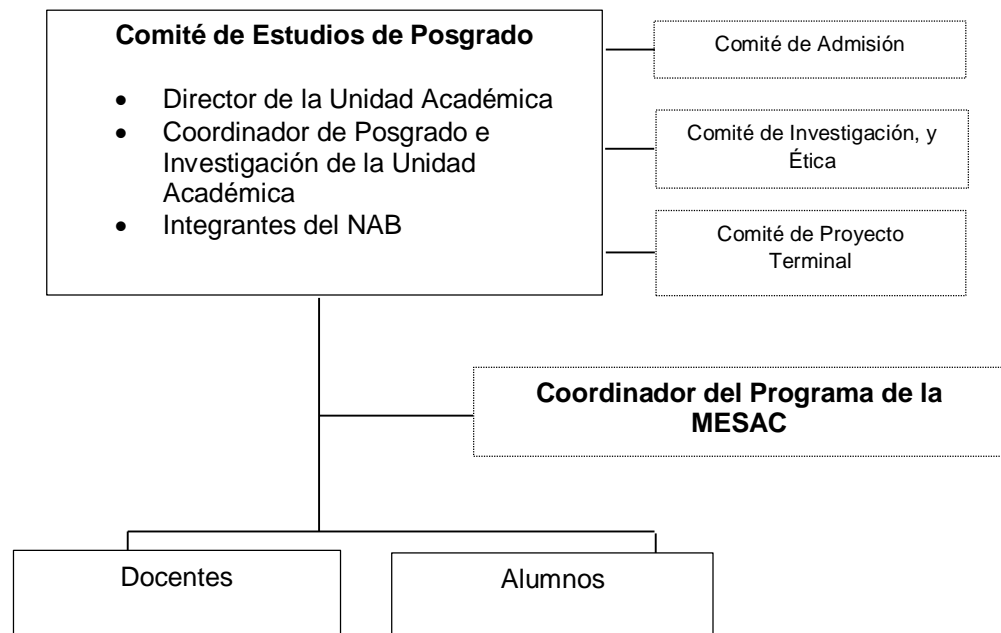 Comité de Estudios de Posgrado
• Director de la Unidad Académica
• Coordinador de Posgrado e
Investigación de la Unidad
Académica
• Integrantes del NAB
Comité de Admisión
Comité de Investigación, y
Ética
Comité de Proyecto
Terminal
Coordinador del Programa de la
MESAC
Docentes
Alumnos